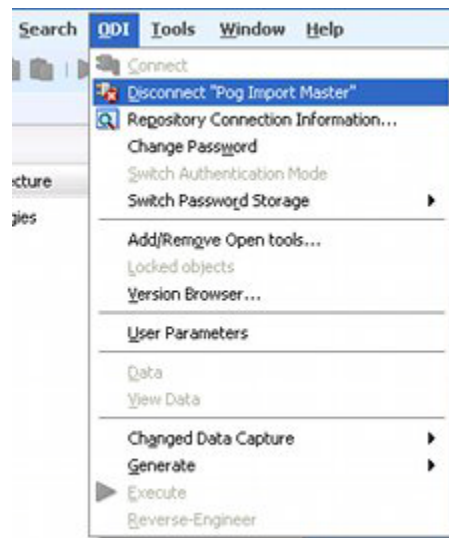 Search ODI Tools Window Help
Connect
Disconnect "Pog Import Master"
Repository Connection Information...
Change Password
Switch Authentication Mode
Switch Password Storage
Add/Remove Open tools...
Locked objects
Version Browser...
User Parameters
Data
View Data
Changed Data Capture
Generate
Execute
Reverse-Engineer
cture
gies